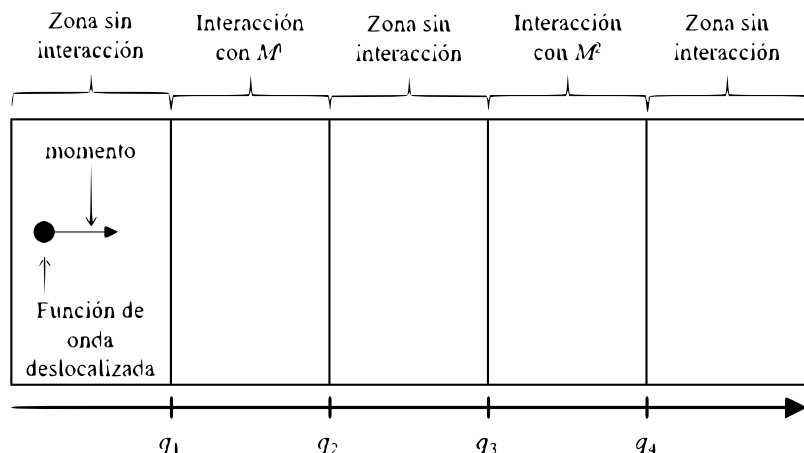 Zona sin
interacción
Interacción
con M¹
Zona sin
interacción
Interacción
con M²
Zona sin
interacción
momento
Función de
onda
deslocalizada
q₁
q₂
q₃
q₄